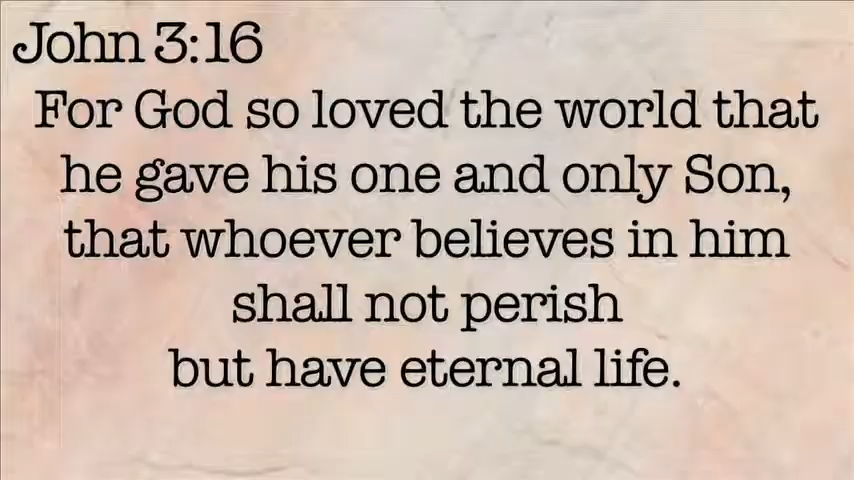 John 3:16
For God so loved the world that
he gave his one and only Son,
that whoever believes in him
shall not perish
but have eternal life.